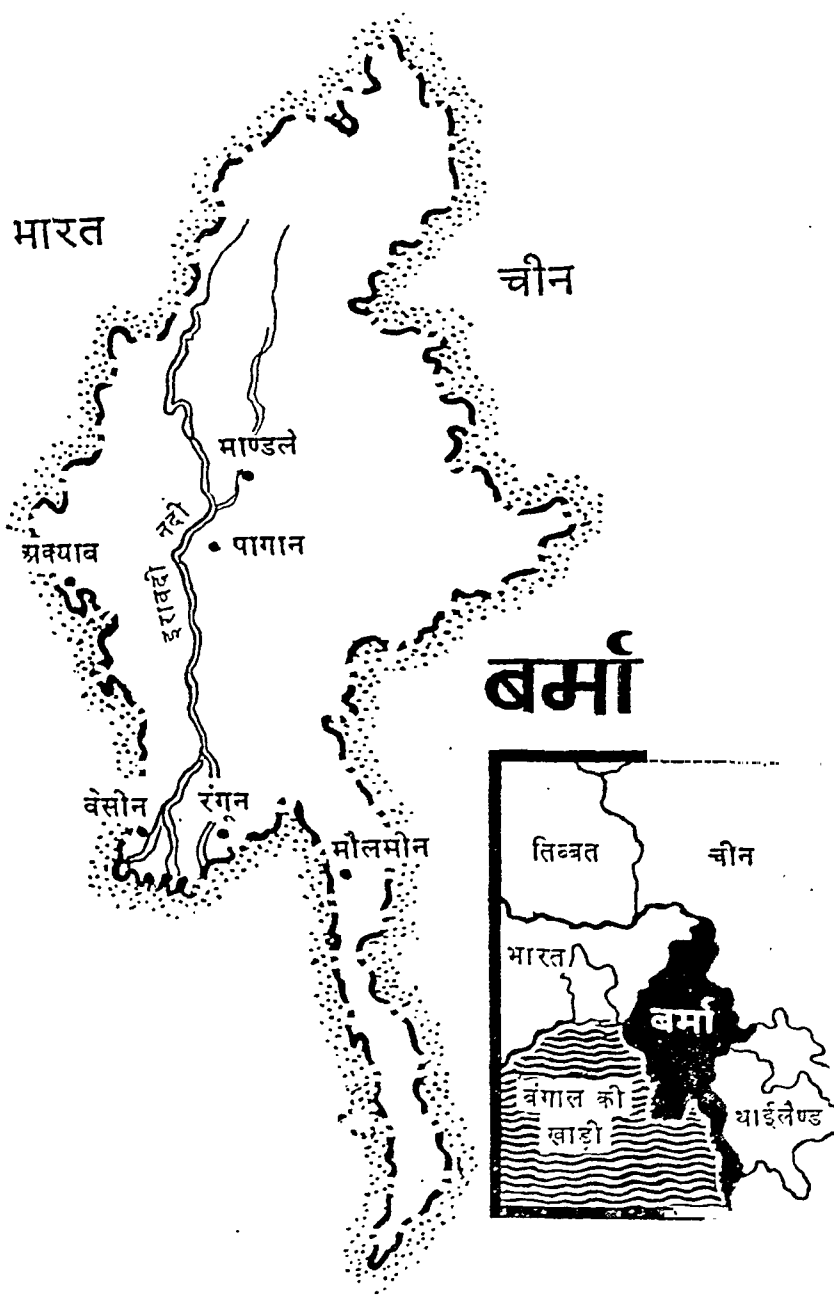 भारत
चीन
माण्डले
इरावदी नदी
पागान
अक्याब
बर्मा
वेसीन
रंगून
मौलमीन
तिब्बत
चीन
भारत
बर्मा
वंगाल की
खाड़ी
थाईलैण्ड